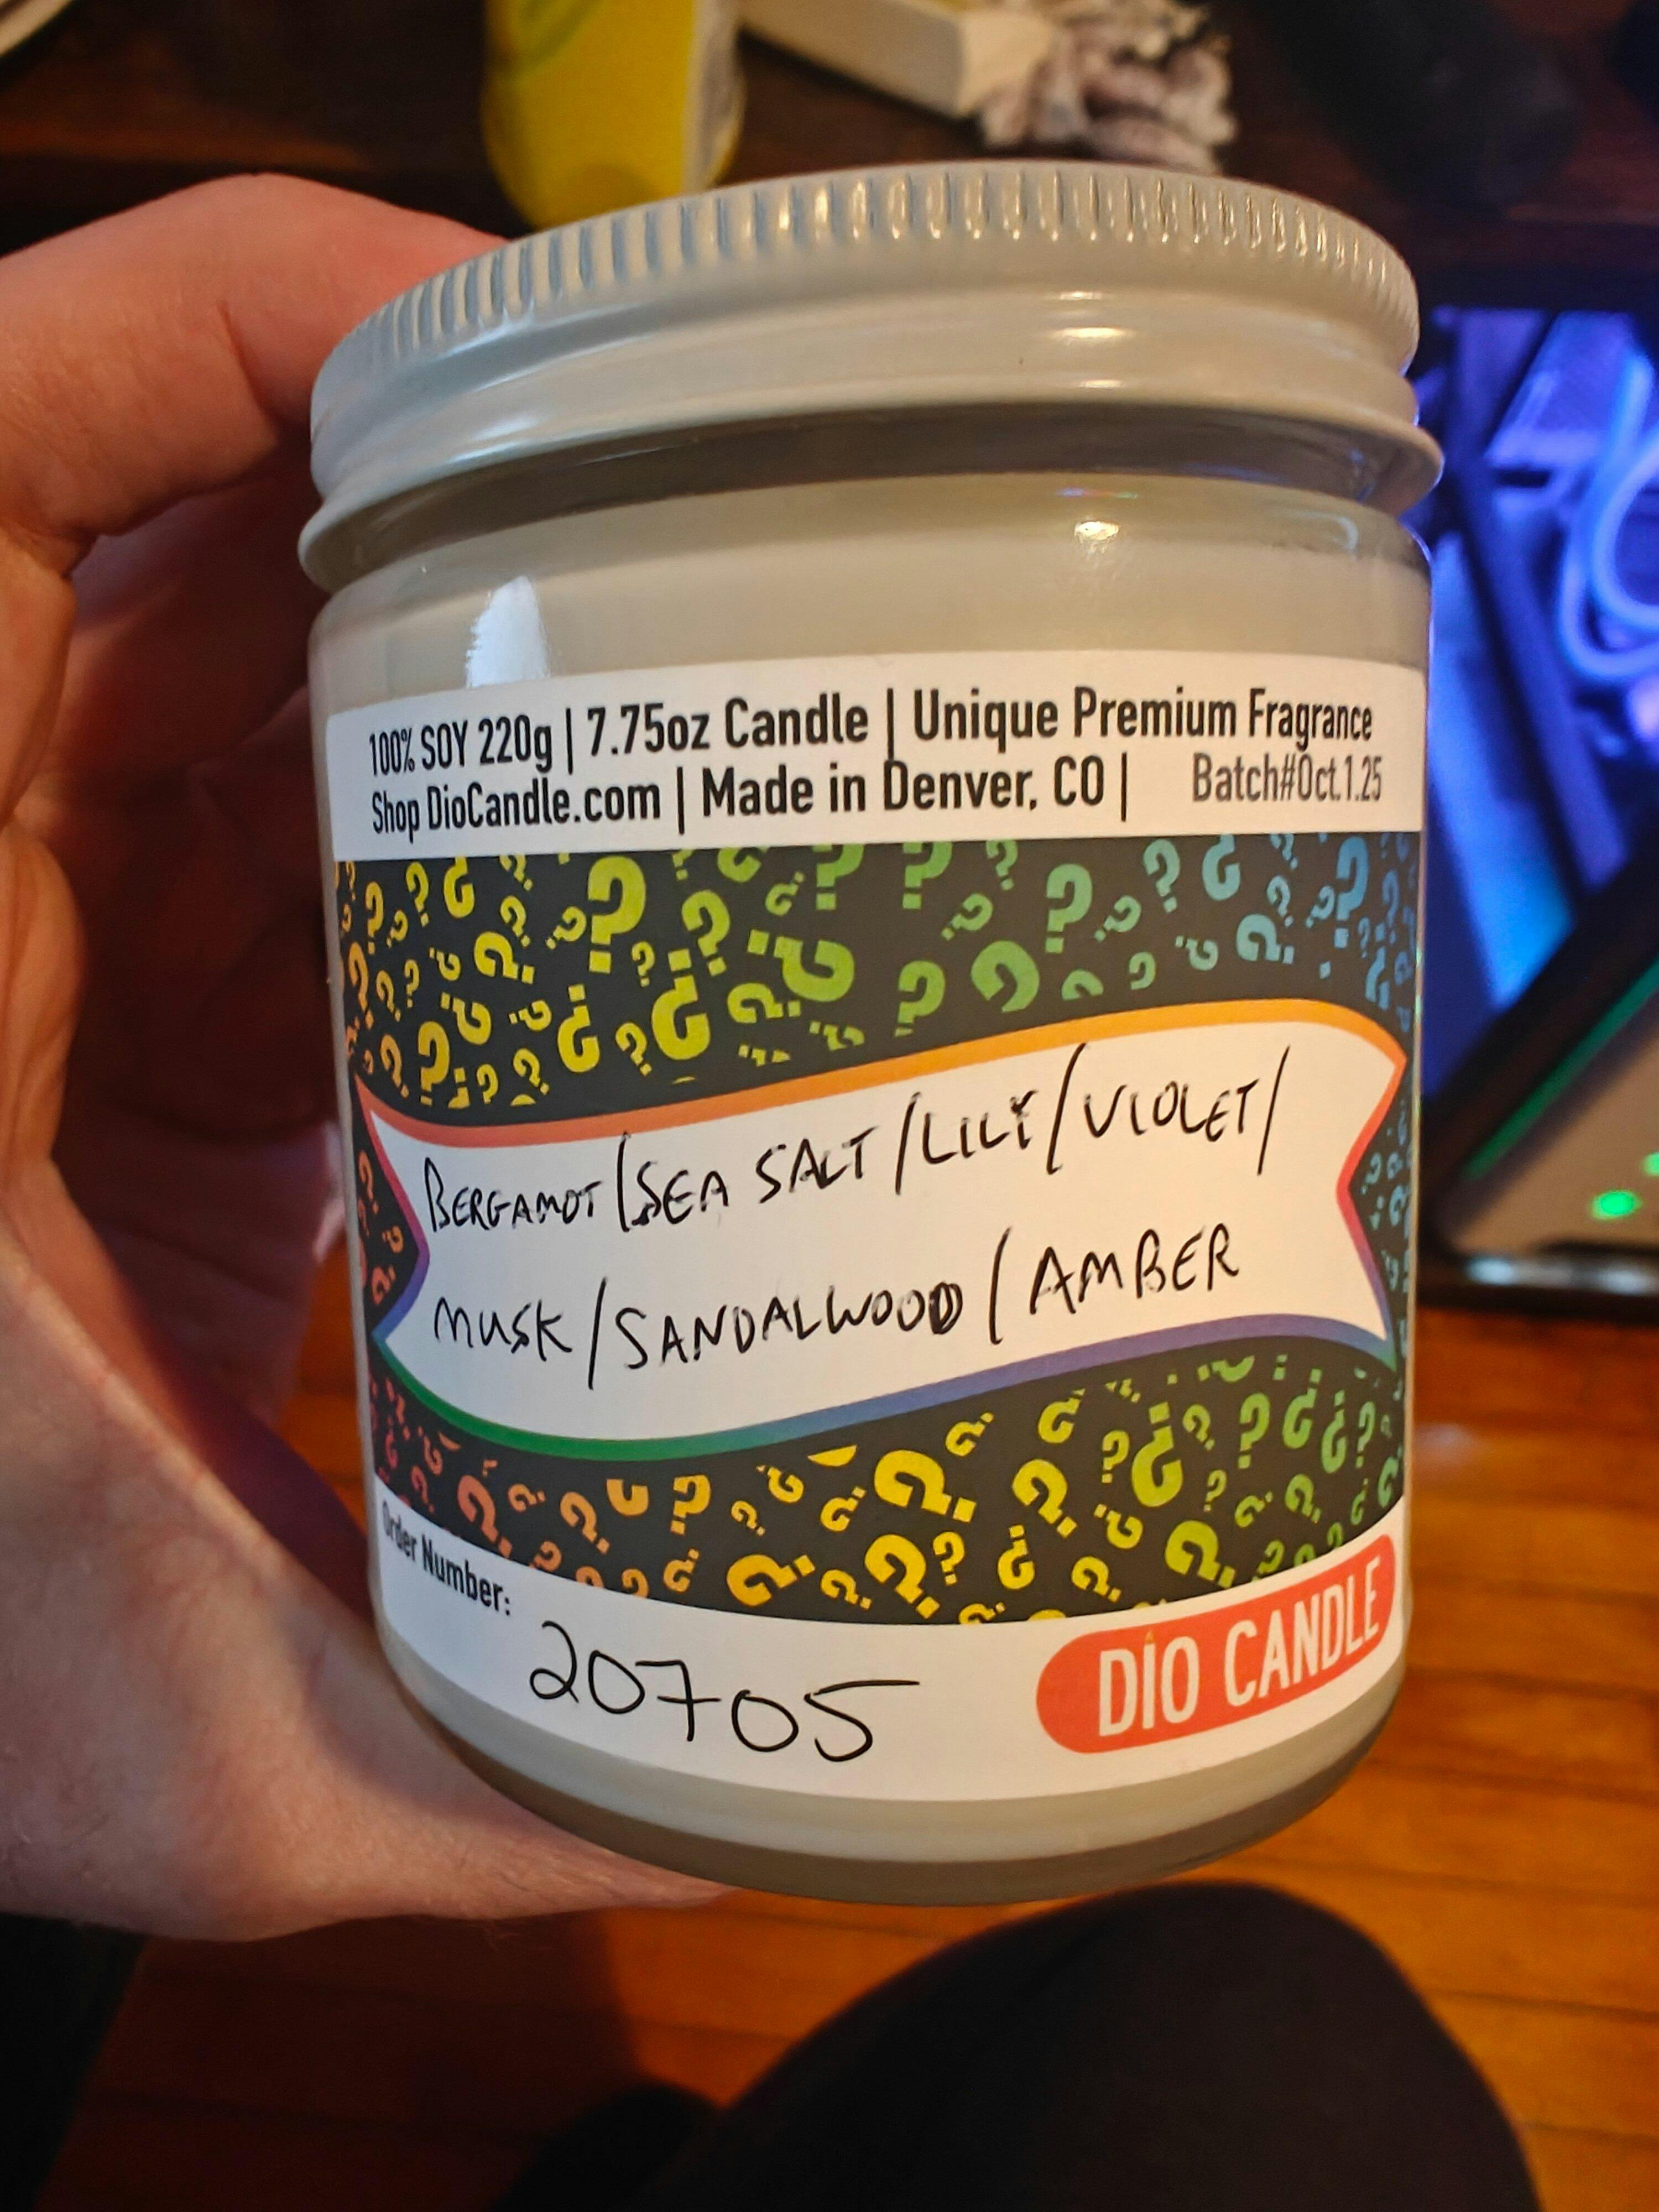 100% SOY 220g | 7.75oz Candle | Unique Premium Fragrance
Shop DioCandle.com | Made in Denver, CO | Batch#Oct.1.25
BERGAMOT/SEA SALT/LILY/VIOLET/
MUSK/SANDALWOOD/AMBER
Order Number:
20705
DIO CANDLE